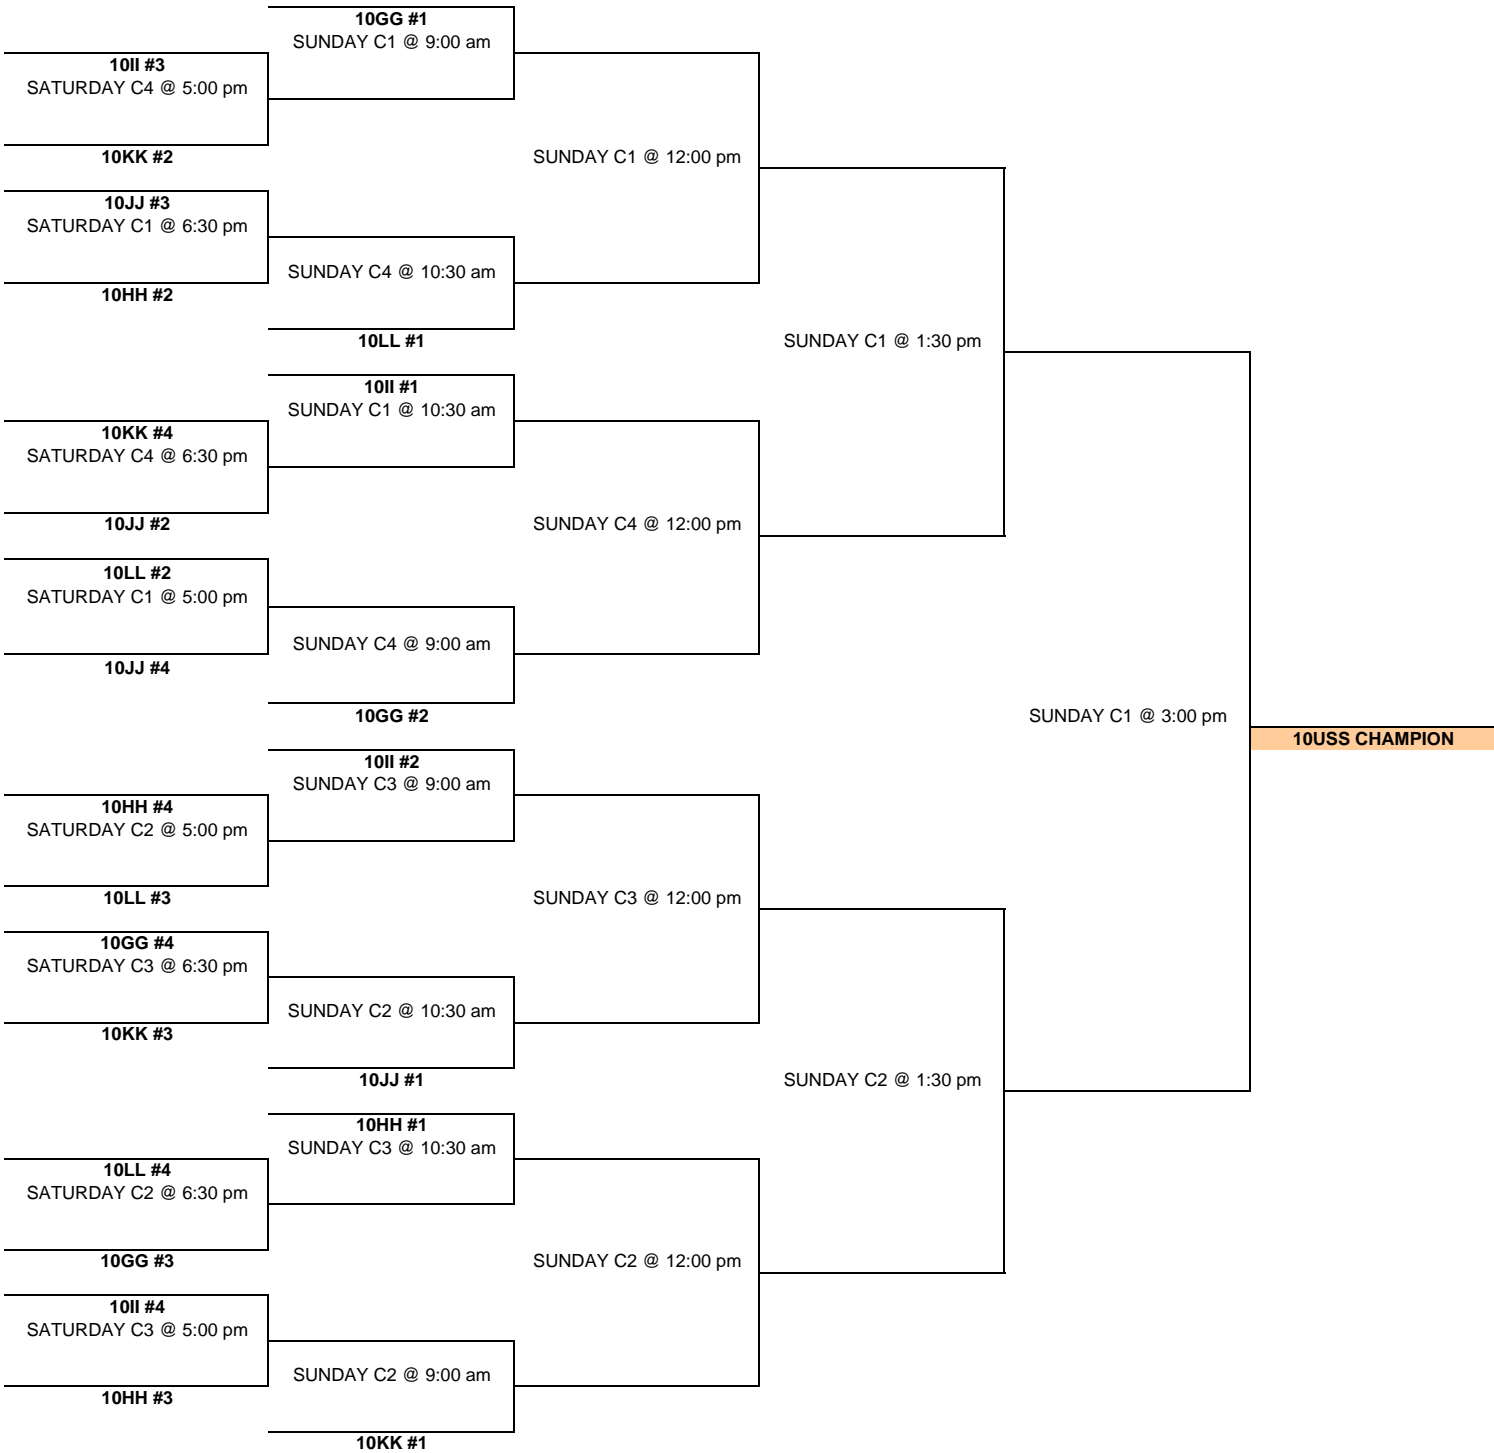 10GG #1
SUNDAY C1 @ 9:00 am
10II #3
SATURDAY C4 @ 5:00 pm
10KK #2
SUNDAY C1 @ 12:00 pm
10JJ #3
SATURDAY C1 @ 6:30 pm
SUNDAY C4 @ 10:30 am
10HH #2
10LL #1
SUNDAY C1 @ 1:30 pm
10II #1
SUNDAY C1 @ 10:30 am
10KK #4
SATURDAY C4 @ 6:30 pm
10JJ #2
SUNDAY C4 @ 12:00 pm
10LL #2
SATURDAY C1 @ 5:00 pm
SUNDAY C4 @ 9:00 am
10JJ #4
10GG #2
SUNDAY C1 @ 3:00 pm
10USS CHAMPION
10II #2
SUNDAY C3 @ 9:00 am
10HH #4
SATURDAY C2 @ 5:00 pm
10LL #3
SUNDAY C3 @ 12:00 pm
10GG #4
SATURDAY C3 @ 6:30 pm
SUNDAY C2 @ 10:30 am
10KK #3
10JJ #1
SUNDAY C2 @ 1:30 pm
10HH #1
SUNDAY C3 @ 10:30 am
10LL #4
SATURDAY C2 @ 6:30 pm
10GG #3
SUNDAY C2 @ 12:00 pm
10II #4
SATURDAY C3 @ 5:00 pm
SUNDAY C2 @ 9:00 am
10HH #3
10KK #1